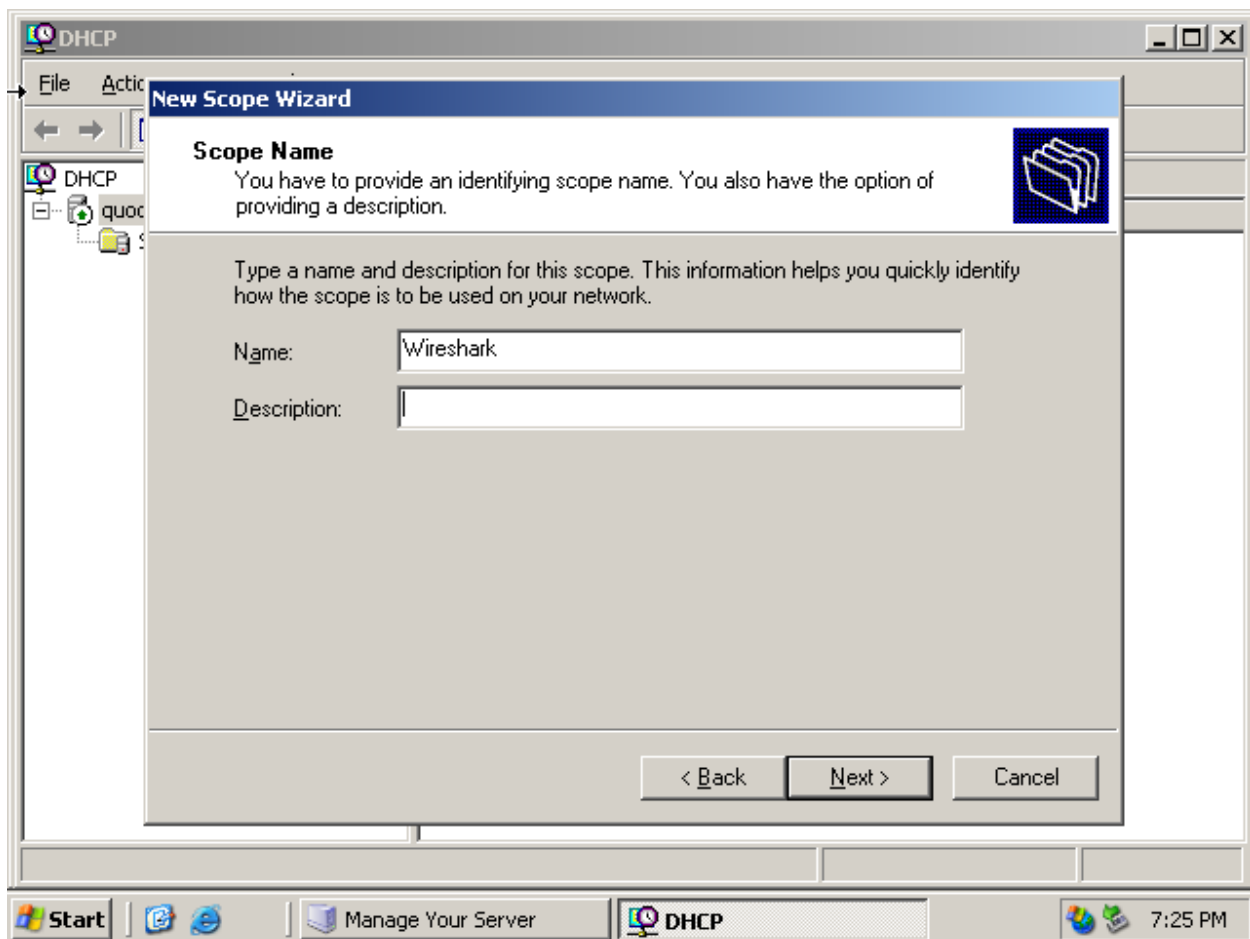 DHCP
File
New Scope Wizard
Scope Name
You have to provide an identifying scope name. You also have the option of
providing a description.
DHCP
Type a name and description for this scope. This information helps you quickly identify
how the scope is to be used on your network.
Name: Wireshark
Description:
< Back Next > Cancel
Start Manage Your Server DHCP 7:25 PM